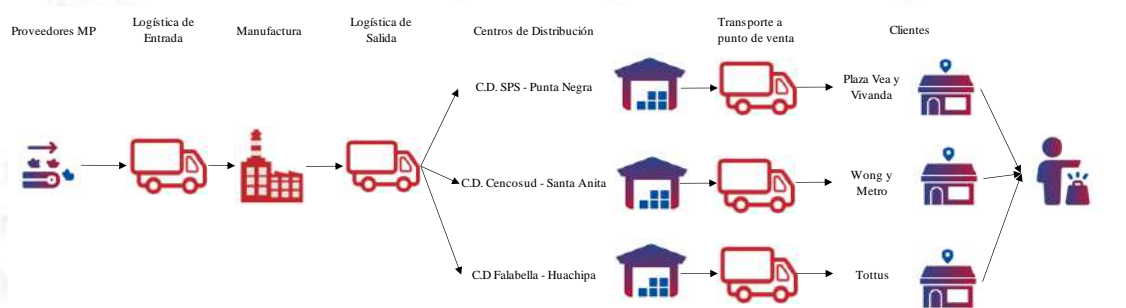 Proveedores MP
Logística de
Entrada
Manufactura
Logística de
Salida
Centros de Distribución
Transporte a
punto de venta
Clientes
C.D. SPS - Punta Negra
Plaza Vea y
Vivanda
C.D. Cencosud - Santa Anita
Wong y
Metro
C.D Falabella - Huachipa
Tottus